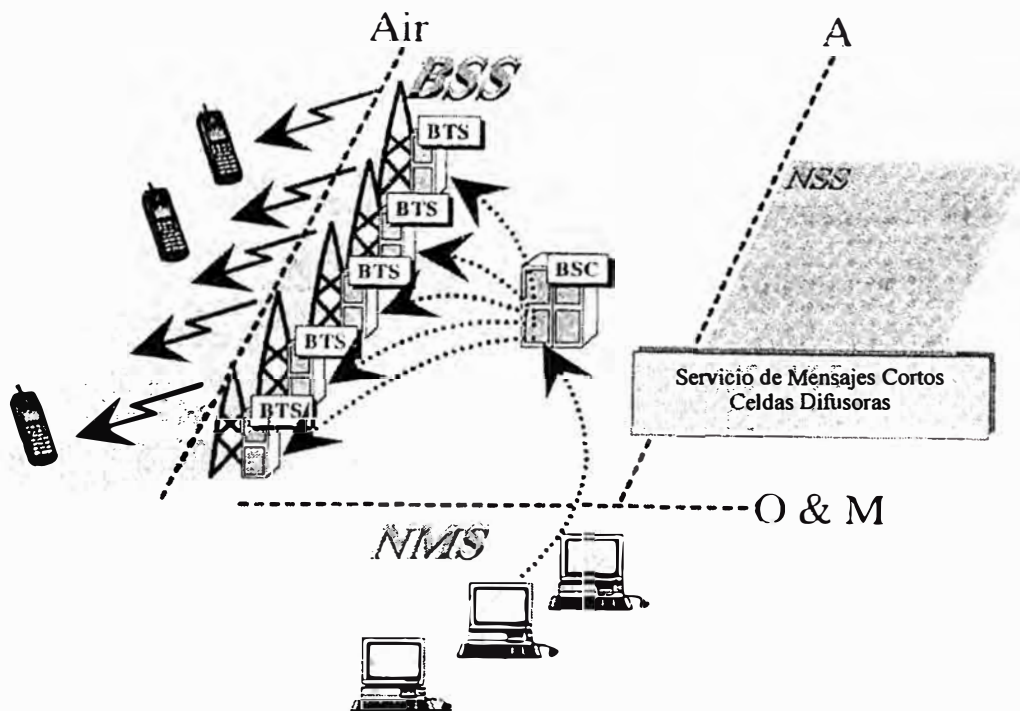 Air
A
BSS
BTS
NSS
BTS
BTS
BSC
BTS
Servicio de Mensajes Cortos
Celdas Difusoras
BTS
O & M
NMS